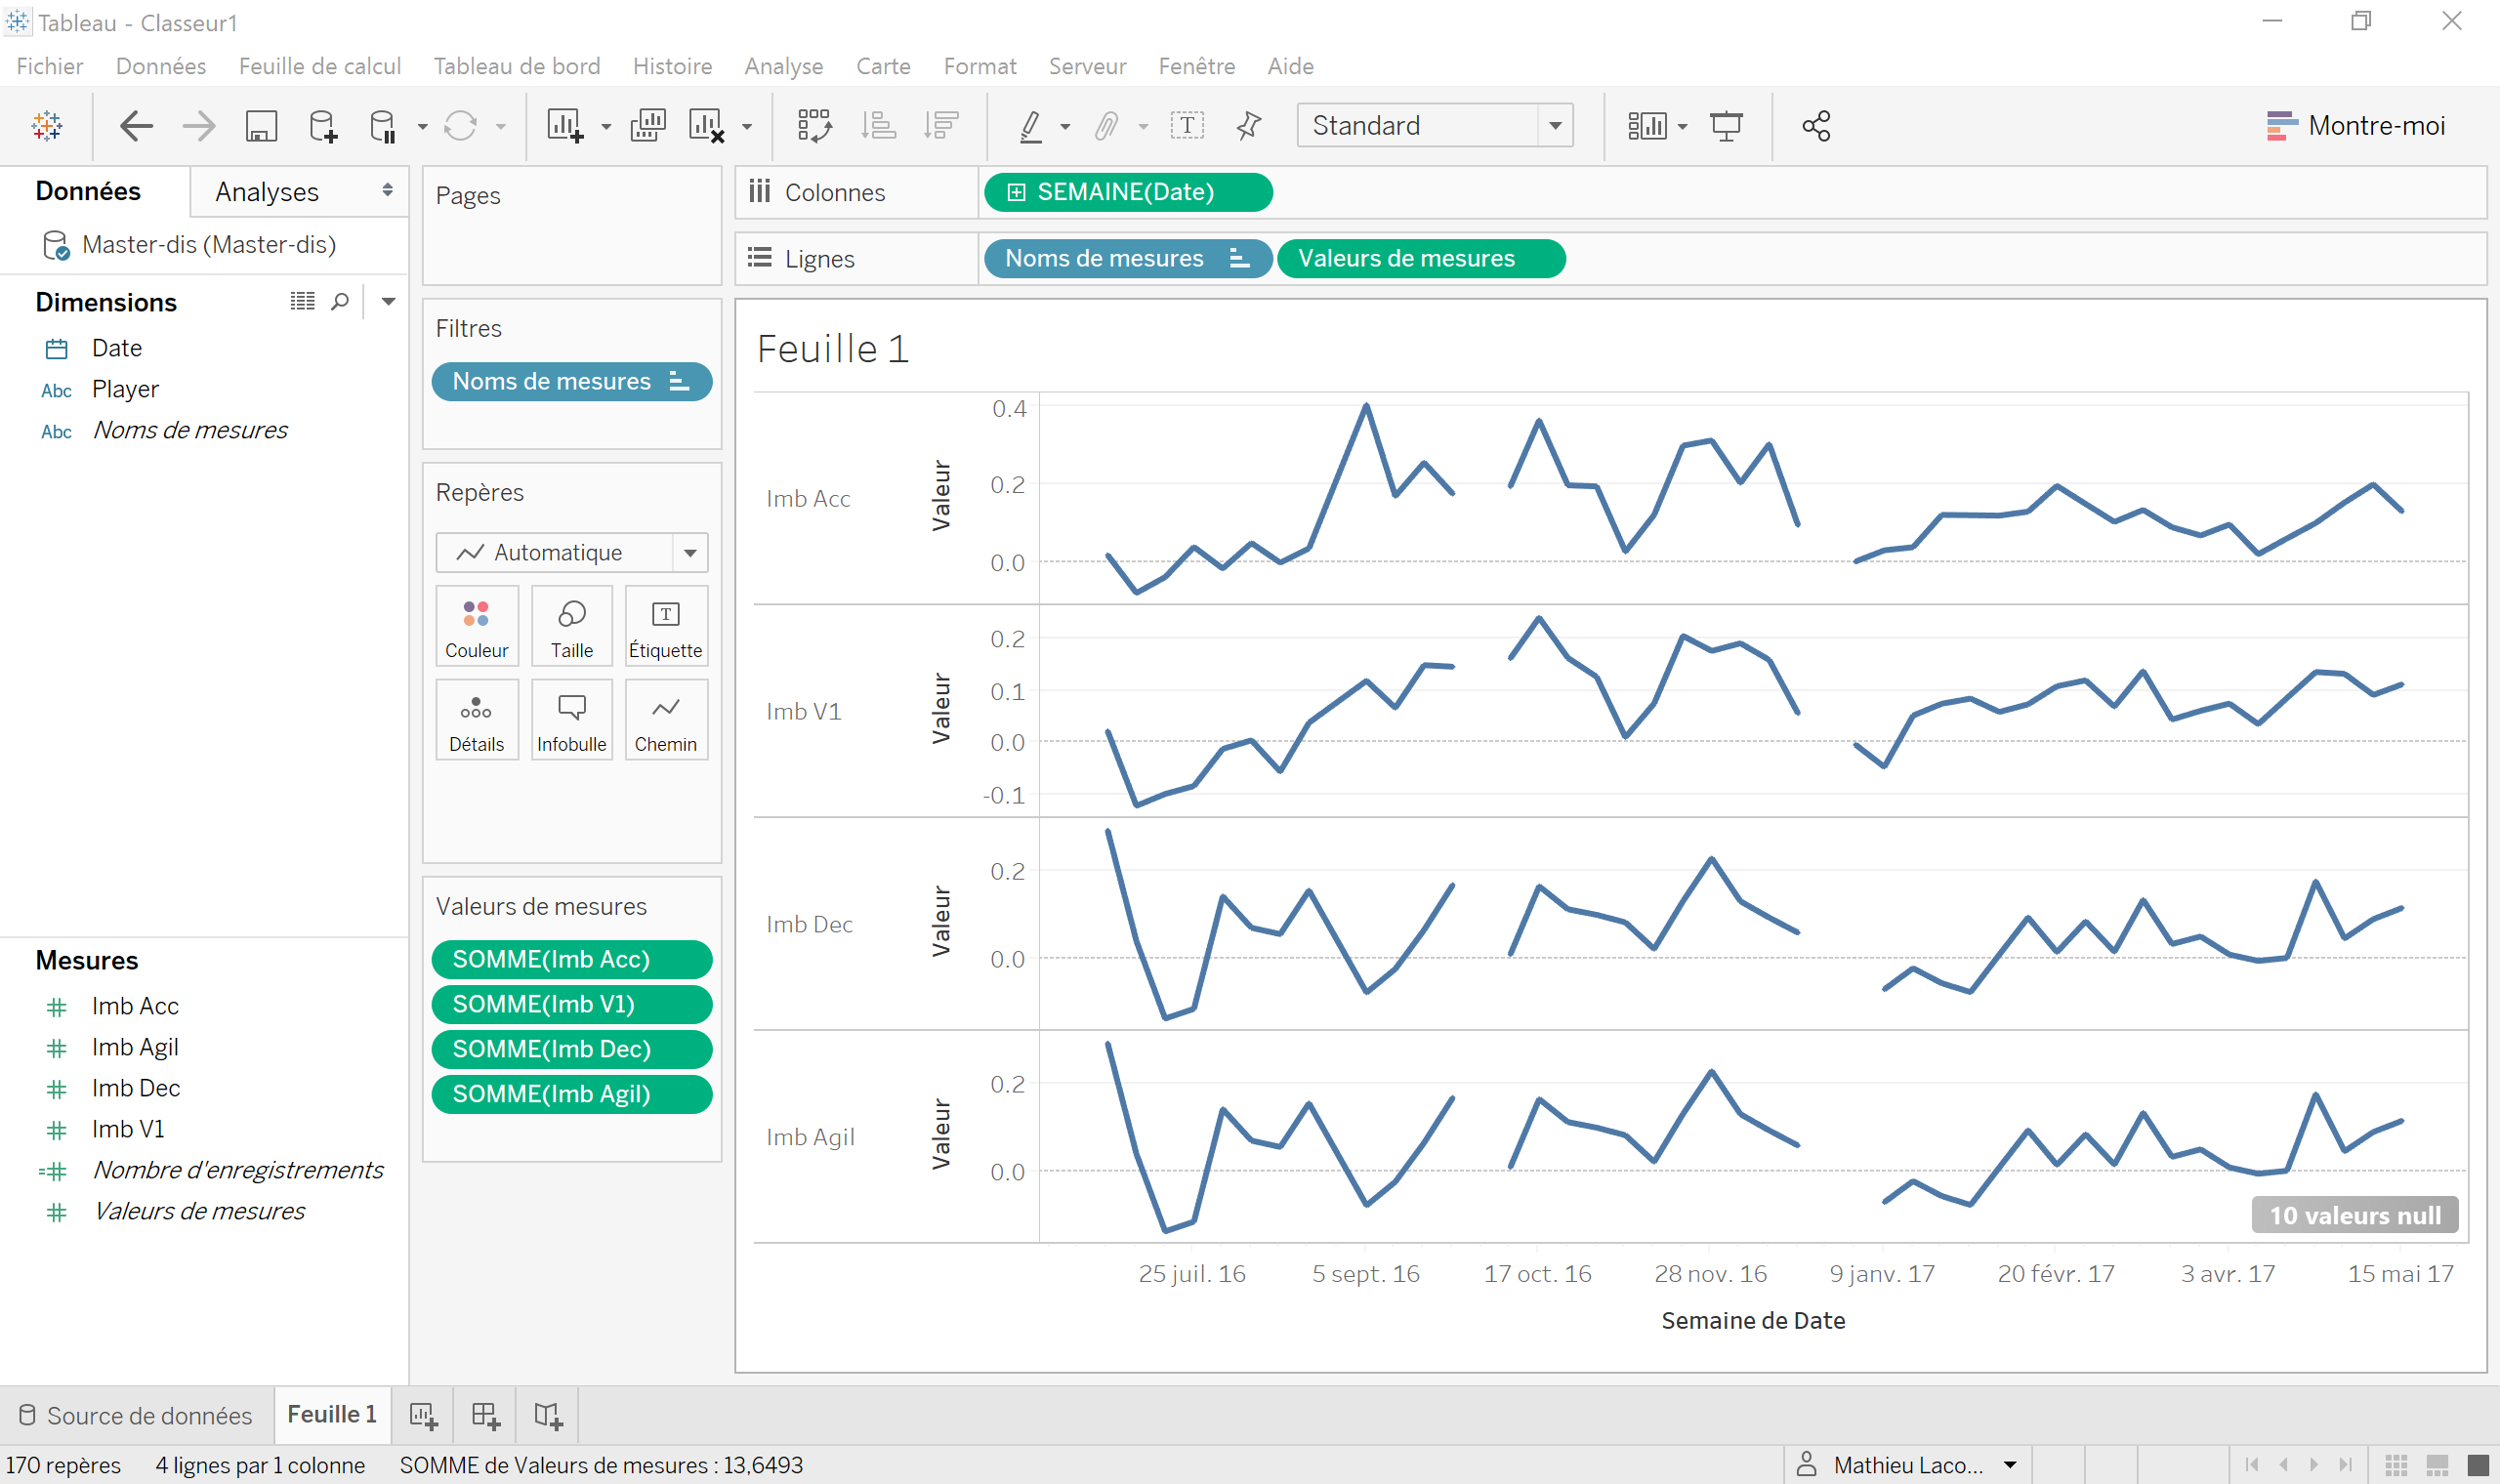 Tableau - Classeur1
Fichier Données Feuille de calcul Tableau de bord Histoire Analyse Carte Format Serveur Fenêtre Aide
Standard
Montre-moi
Données Analyses
Master-dis (Master-dis)
Dimensions
Date
Abc Player
Abc Noms de mesures
Mesures
Imb Acc
Imb Agil
Imb Dec
Imb V1
Nombre d'enregistrements
Valeurs de mesures
Pages
Filtres
Noms de mesures
Repères
Automatique
Couleur Taille Étiquette
Détails Infobulle Chemin
Valeurs de mesures
SOMME(Imb Acc)
SOMME(Imb V1)
SOMME(Imb Dec)
SOMME(Imb Agil)
Colonnes SEMAINE(Date)
Lignes Noms de mesures Valeurs de mesures
Feuille 1
Imb Acc Valeur
0.4
0.2
0.0
Imb V1 Valeur
0.2
0.1
0.0
-0.1
Imb Dec Valeur
0.2
0.0
Imb Agil Valeur
0.2
0.0
10 valeurs null
25 juil. 16 5 sept. 16 17 oct. 16 28 nov. 16 9 janv. 17 20 févr. 17 3 avr. 17 15 mai 17
Semaine de Date
Source de données Feuille 1
170 repères 4 lignes par 1 colonne SOMME de Valeurs de mesures : 13,6493
Mathieu Laco...